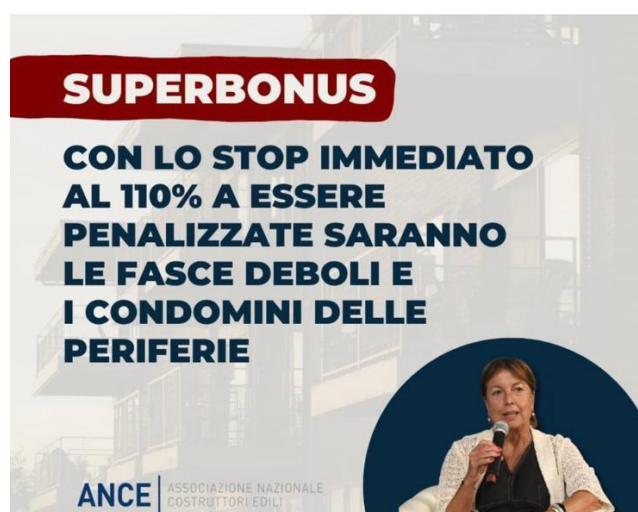 SUPERBONUS
CON LO STOP IMMEDIATO
AL 110% A ESSERE
PENALIZZATE SARANNO
LE FASCE DEBOLI E
I CONDOMINI DELLE
PERIFERIE
ANCE ASSOCIAZIONE NAZIONALE
COSTRUTTORI EDILI